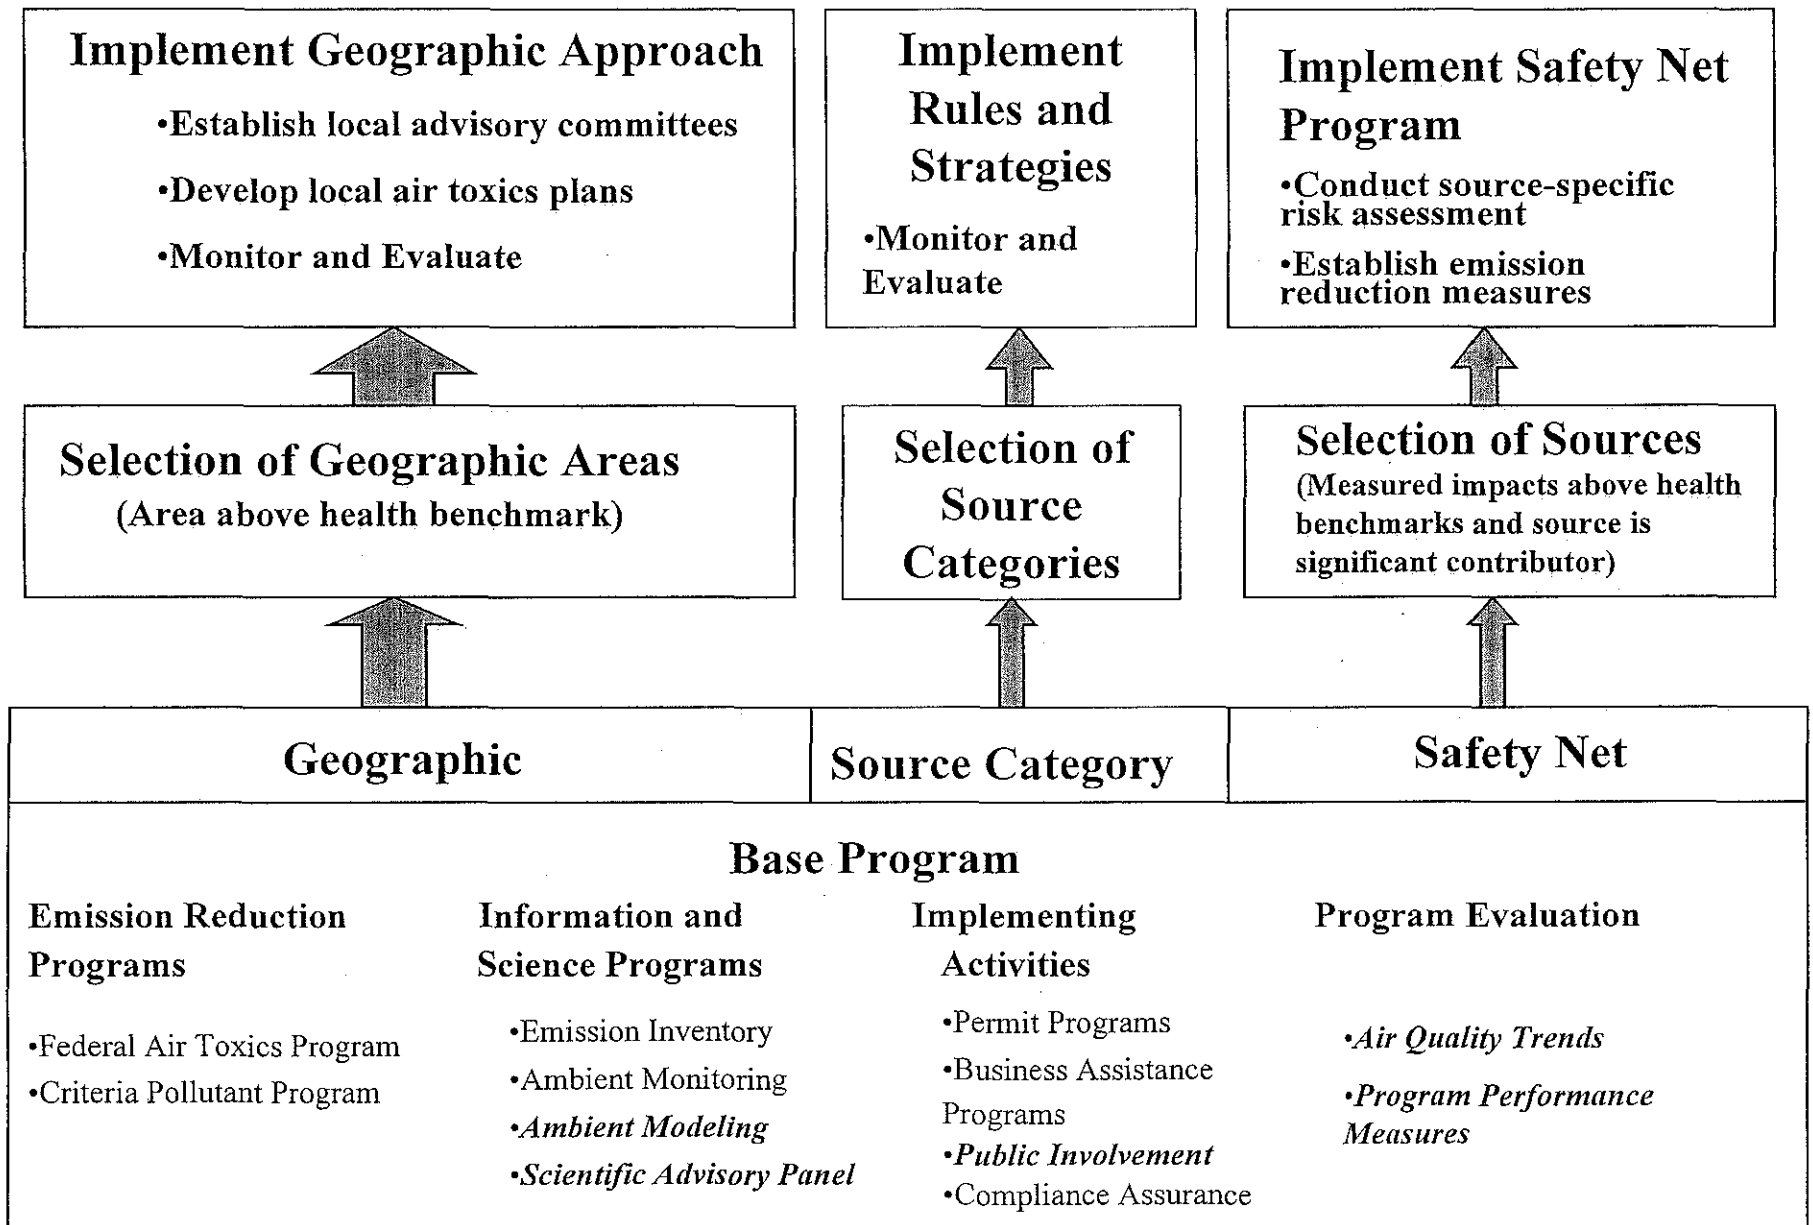 Implement Geographic Approach
•Establish local advisory committees
•Develop local air toxics plans
•Monitor and Evaluate
Implement
Rules and
Strategies
•Monitor and
Evaluate
Implement Safety Net
Program
•Conduct source-specific
risk assessment
•Establish emission
reduction measures
Selection of Geographic Areas
(Area above health benchmark)
Selection of
Source
Categories
Selection of Sources
(Measured impacts above health
benchmarks and source is
significant contributor)
Geographic
Source Category
Safety Net
Base Program
Emission Reduction
Programs
•Federal Air Toxics Program
•Criteria Pollutant Program
Information and
Science Programs
•Emission Inventory
•Ambient Monitoring
•Ambient Modeling
•Scientific Advisory Panel
Implementing
Activities
•Permit Programs
•Business Assistance
Programs
•Public Involvement
•Compliance Assurance
Program Evaluation
•Air Quality Trends
•Program Performance
Measures